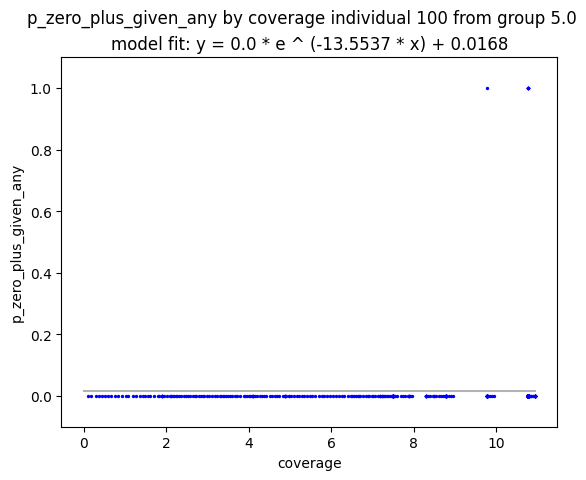 p_zero_plus_given_any by coverage individual 100 from group 5.0
model fit: y = 0.0 * e ^ (-13.5537 * x) + 0.0168
1.0
0.8
0.6
0.4
0.2
0.0
p_zero_plus_given_any
0 2 4 6 8 10
coverage